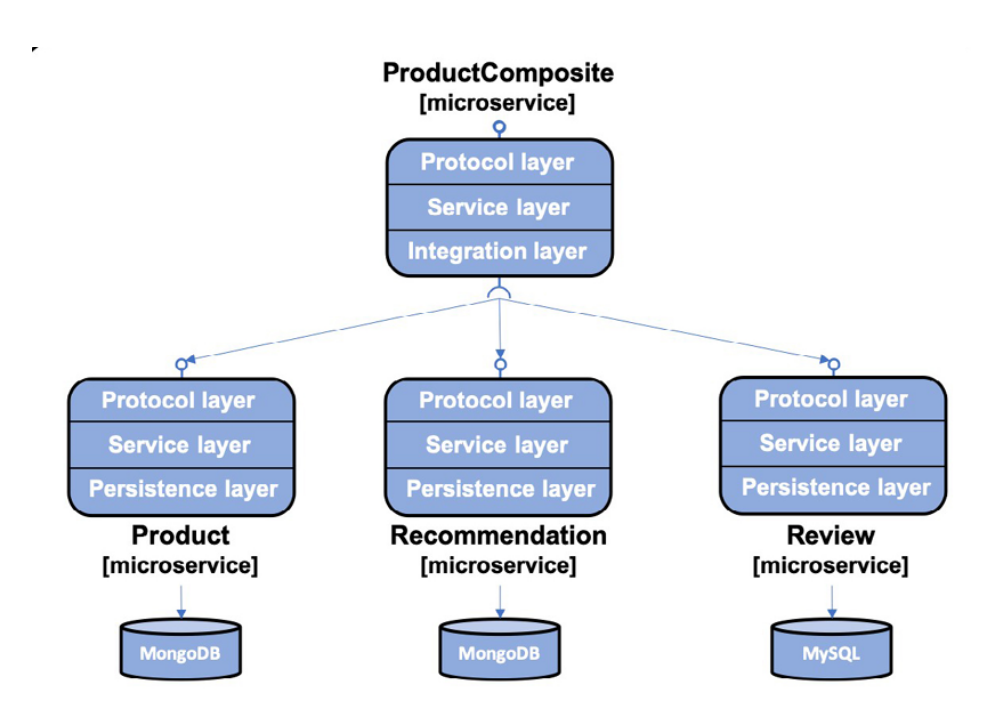 ProductComposite
[microservice]
Protocol layer
Service layer
Integration layer
Protocol layer
Service layer
Persistence layer
Product
[microservice]
MongoDB
Protocol layer
Service layer
Persistence layer
Recommendation
[microservice]
MongoDB
Protocol layer
Service layer
Persistence layer
Review
[microservice]
MySQL